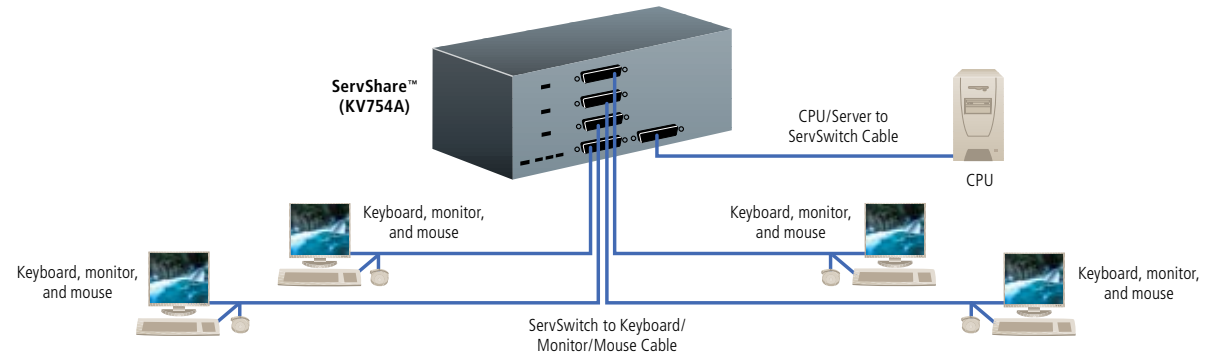 ServShare™
(KV754A)
CPU/Server to
ServSwitch Cable
CPU
Keyboard, monitor,
and mouse
Keyboard, monitor,
and mouse
Keyboard, monitor,
and mouse
Keyboard, monitor,
and mouse
ServSwitch to Keyboard/
Monitor/Mouse Cable